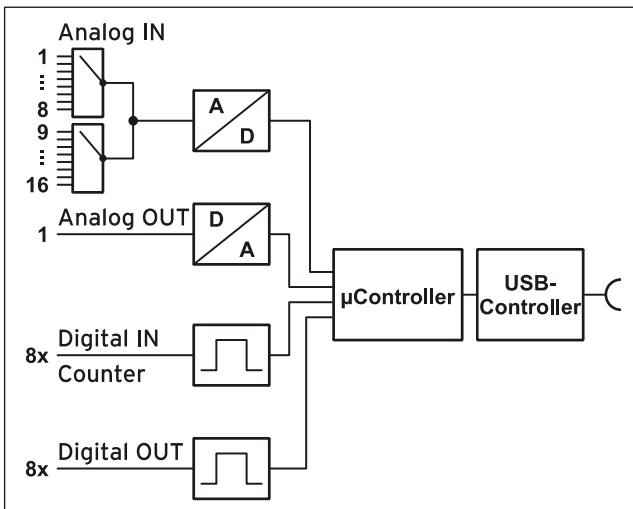 Analog IN
1
8
9
16
A
D
Analog OUT
1
D
A
µController
USB-
Controller
Digital IN
8x
Counter
Digital OUT
8x